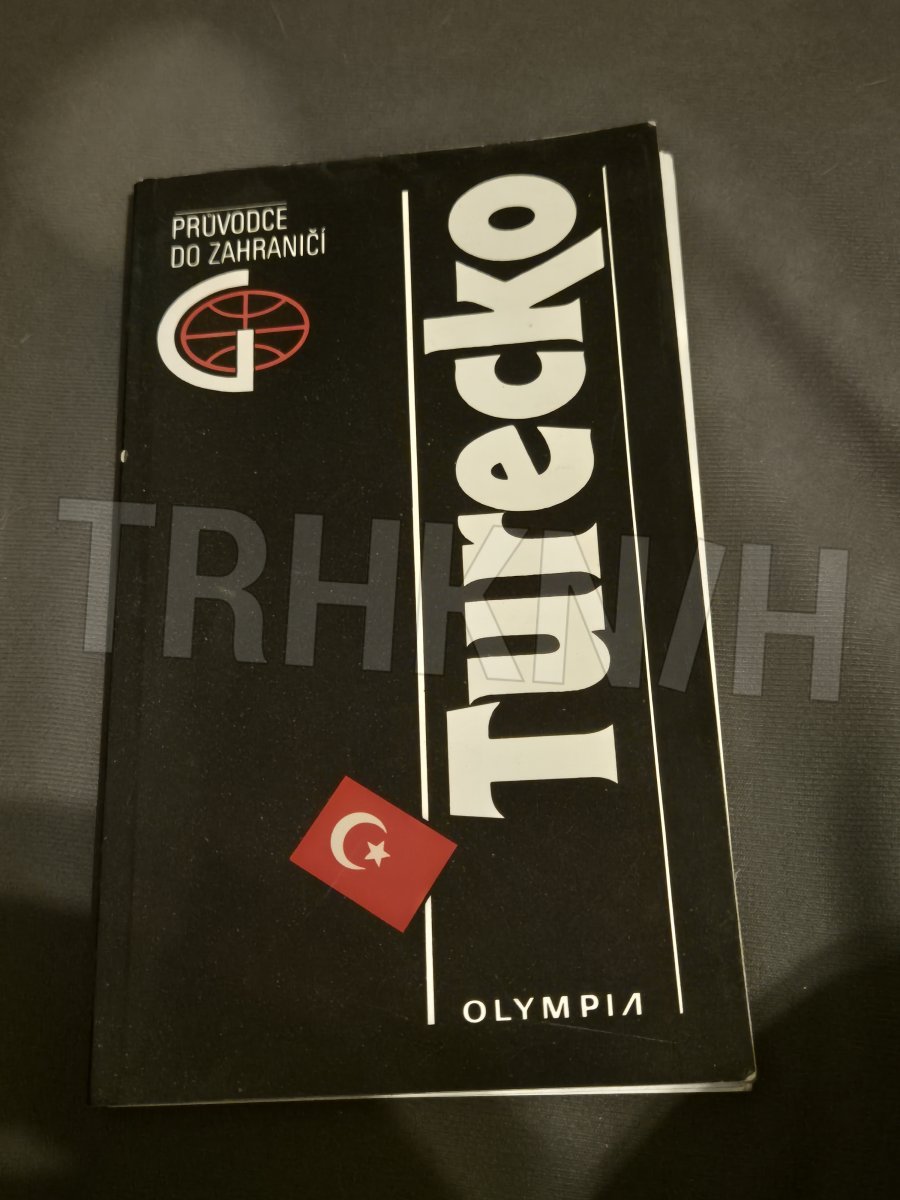 PRŮVODCE
DO ZAHRANIČÍ
Turecko
OLYMPIA
TRHKNIH